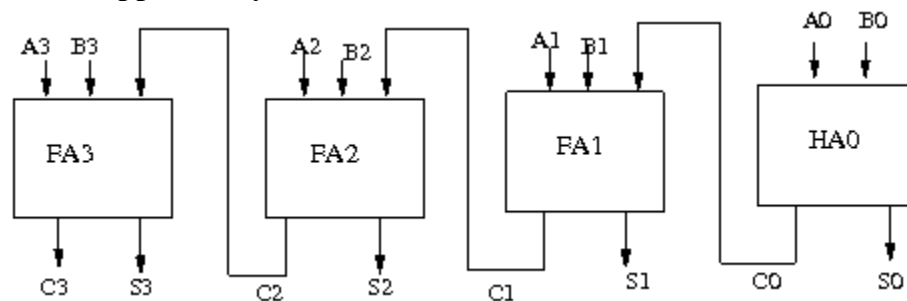 A3 B3 A2 B2 A1 B1 A0 B0
FA3 FA2 FA1 HA0
C3 S3 C2 S2 C1 S1 C0 S0